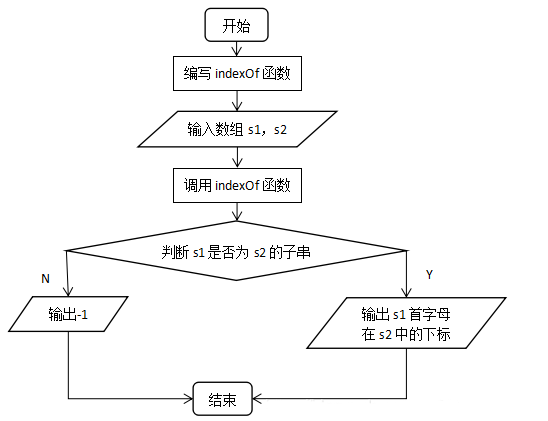 开始
编写 indexOf 函数
输入数组 s1，s2
调用 indexOf 函数
判断 s1 是否为 s2 的子串
N
Y
输出-1
输出 s1 首字母
在 s2 中的下标
结束